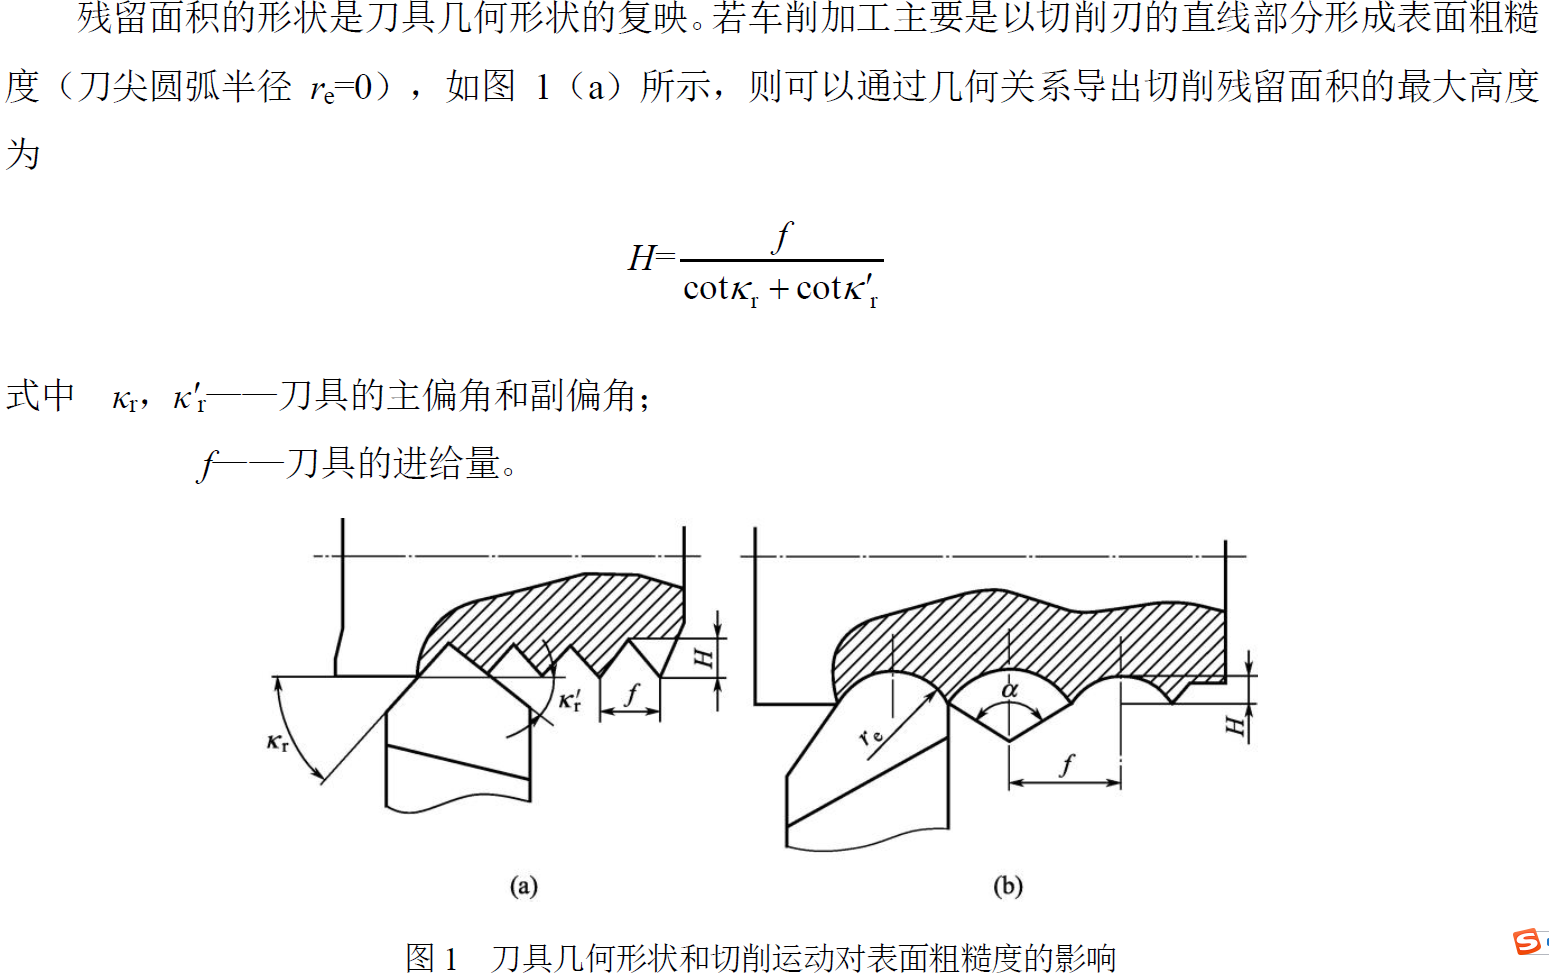 残留面积的形状是刀具几何形状的复映。若车削加工主要是以切削刃的直线部分形成表面粗糙
度（刀尖圆弧半径 re=0），如图 1（a）所示，则可以通过几何关系导出切削残留面积的最大高度
为
H=f/(cotκr + cotκ′r)
式中 κr，κ′r——刀具的主偏角和副偏角；
f——刀具的进给量。
H
κ′r
f
κr
α
re
H
f
(a)
(b)
图 1 刀具几何形状和切削运动对表面粗糙度的影响
S